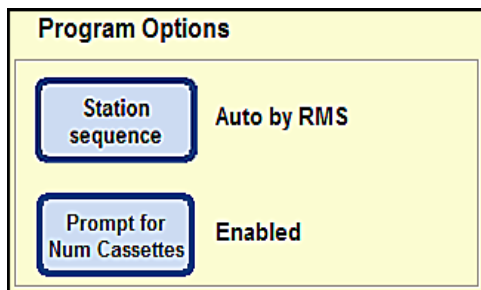 Program Options
Station
sequence
Auto by RMS
Prompt for
Num Cassettes
Enabled